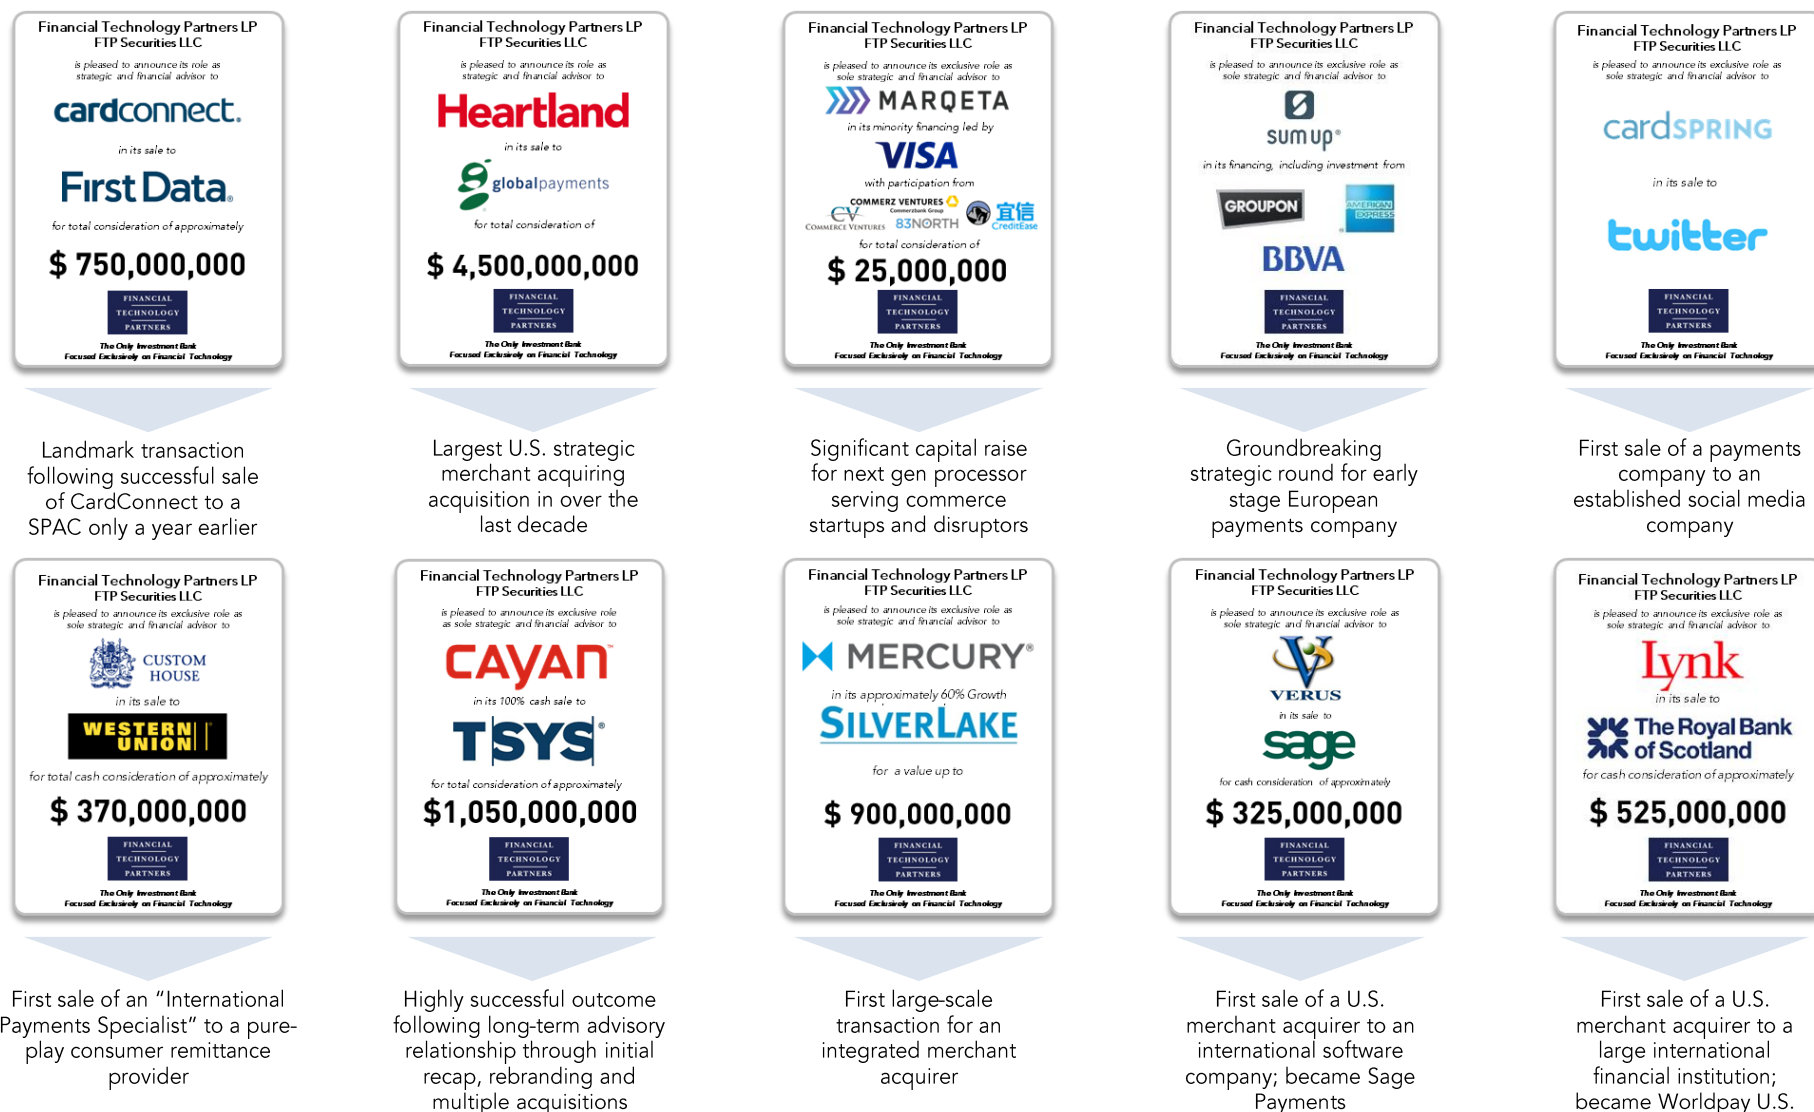 Financial Technology Partners LP
FTP Securities LLC
is pleased to announce its role as
strategic and financial advisor to
cardconnect.
in its sale to
First Data®
for total consideration of approximately
$ 750,000,000
FINANCIAL
TECHNOLOGY
PARTNERS
The Only Investment Bank
Focused Exclusively on Financial Technology
Landmark transaction
following successful sale
of CardConnect to a
SPAC only a year earlier
Financial Technology Partners LP
FTP Securities LLC
is pleased to announce its role as
strategic and financial advisor to
Heartland
in its sale to
globalpayments
for total consideration of
$ 4,500,000,000
FINANCIAL
TECHNOLOGY
PARTNERS
The Only Investment Bank
Focused Exclusively on Financial Technology
Largest U.S. strategic
merchant acquiring
acquisition in over the
last decade
Financial Technology Partners LP
FTP Securities LLC
is pleased to announce its exclusive role as
sole strategic and financial advisor to
MARQETA
in its minority financing led by
VISA
with participation from
COMMERZ VENTURES
Commerzbank Group
CV
COMMERCE VENTURES
83NORTH
宜信
CreditEase
for total consideration of
$ 25,000,000
FINANCIAL
TECHNOLOGY
PARTNERS
The Only Investment Bank
Focused Exclusively on Financial Technology
Significant capital raise
for next gen processor
serving commerce
startups and disruptors
Financial Technology Partners LP
FTP Securities LLC
is pleased to announce its exclusive role as
sole strategic and financial advisor to
sumup®
in its financing, including investment from
GROUPON
AMERICAN
EXPRESS
BBVA
FINANCIAL
TECHNOLOGY
PARTNERS
The Only Investment Bank
Focused Exclusively on Financial Technology
Groundbreaking
strategic round for early
stage European
payments company
Financial Technology Partners LP
FTP Securities LLC
is pleased to announce its exclusive role as
sole strategic and financial advisor to
cardSPRING
in its sale to
twitter
FINANCIAL
TECHNOLOGY
PARTNERS
The Only Investment Bank
Focused Exclusively on Financial Technology
First sale of a payments
company to an
established social media
company
Financial Technology Partners LP
FTP Securities LLC
is pleased to announce its exclusive role as
sole strategic and financial advisor to
CUSTOM
HOUSE
in its sale to
WESTERN
UNION
for total cash consideration of approximately
$ 370,000,000
FINANCIAL
TECHNOLOGY
PARTNERS
The Only Investment Bank
Focused Exclusively on Financial Technology
First sale of an “International
Payments Specialist” to a pure-
play consumer remittance
provider
Financial Technology Partners LP
FTP Securities LLC
is pleased to announce its exclusive role
as sole strategic and financial advisor to
CAYAN™
in its 100% cash sale to
TSYS®
for total consideration of approximately
$1,050,000,000
FINANCIAL
TECHNOLOGY
PARTNERS
The Only Investment Bank
Focused Exclusively on Financial Technology
Highly successful outcome
following long-term advisory
relationship through initial
recap, rebranding and
multiple acquisitions
Financial Technology Partners LP
FTP Securities LLC
is pleased to announce its exclusive role as
sole strategic and financial advisor to
MERCURY®
in its approximately 60% Growth
SILVERLAKE
for a value up to
$ 900,000,000
FINANCIAL
TECHNOLOGY
PARTNERS
The Only Investment Bank
Focused Exclusively on Financial Technology
First large-scale
transaction for an
integrated merchant
acquirer
Financial Technology Partners LP
FTP Securities LLC
is pleased to announce its exclusive role as
sole strategic and financial advisor to
V
VERUS
in its sale to
sage
for cash consideration of approximately
$ 325,000,000
FINANCIAL
TECHNOLOGY
PARTNERS
The Only Investment Bank
Focused Exclusively on Financial Technology
First sale of a U.S.
merchant acquirer to an
international software
company; became Sage
Payments
Financial Technology Partners LP
FTP Securities LLC
is pleased to announce its exclusive role as
sole strategic and financial advisor to
Lynk
in its sale to
The Royal Bank
of Scotland
for cash consideration of approximately
$ 525,000,000
FINANCIAL
TECHNOLOGY
PARTNERS
The Only Investment Bank
Focused Exclusively on Financial Technology
First sale of a U.S.
merchant acquirer to a
large international
financial institution;
became Worldpay U.S.